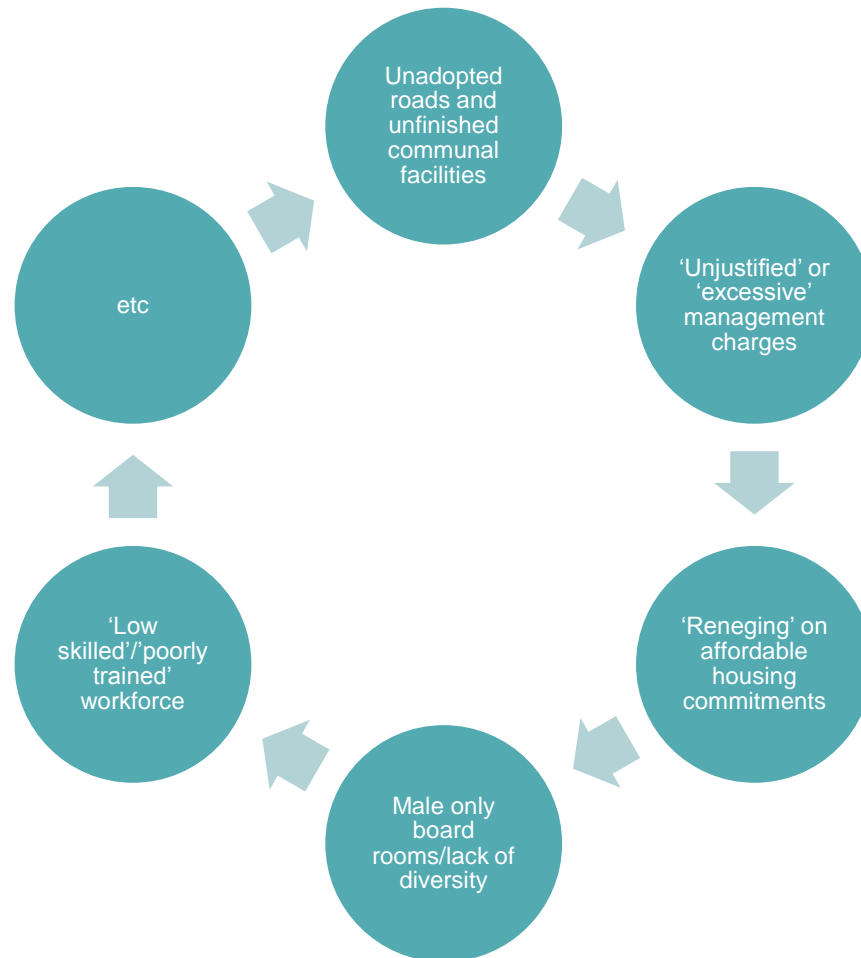 Unadopted
roads and
unfinished
communal
facilities
‘Unjustified’ or
‘excessive’
management
charges
‘Reneging’ on
affordable
housing
commitments
Male only
board
rooms/lack of
diversity
‘Low
skilled’/’poorly
trained’
workforce
etc